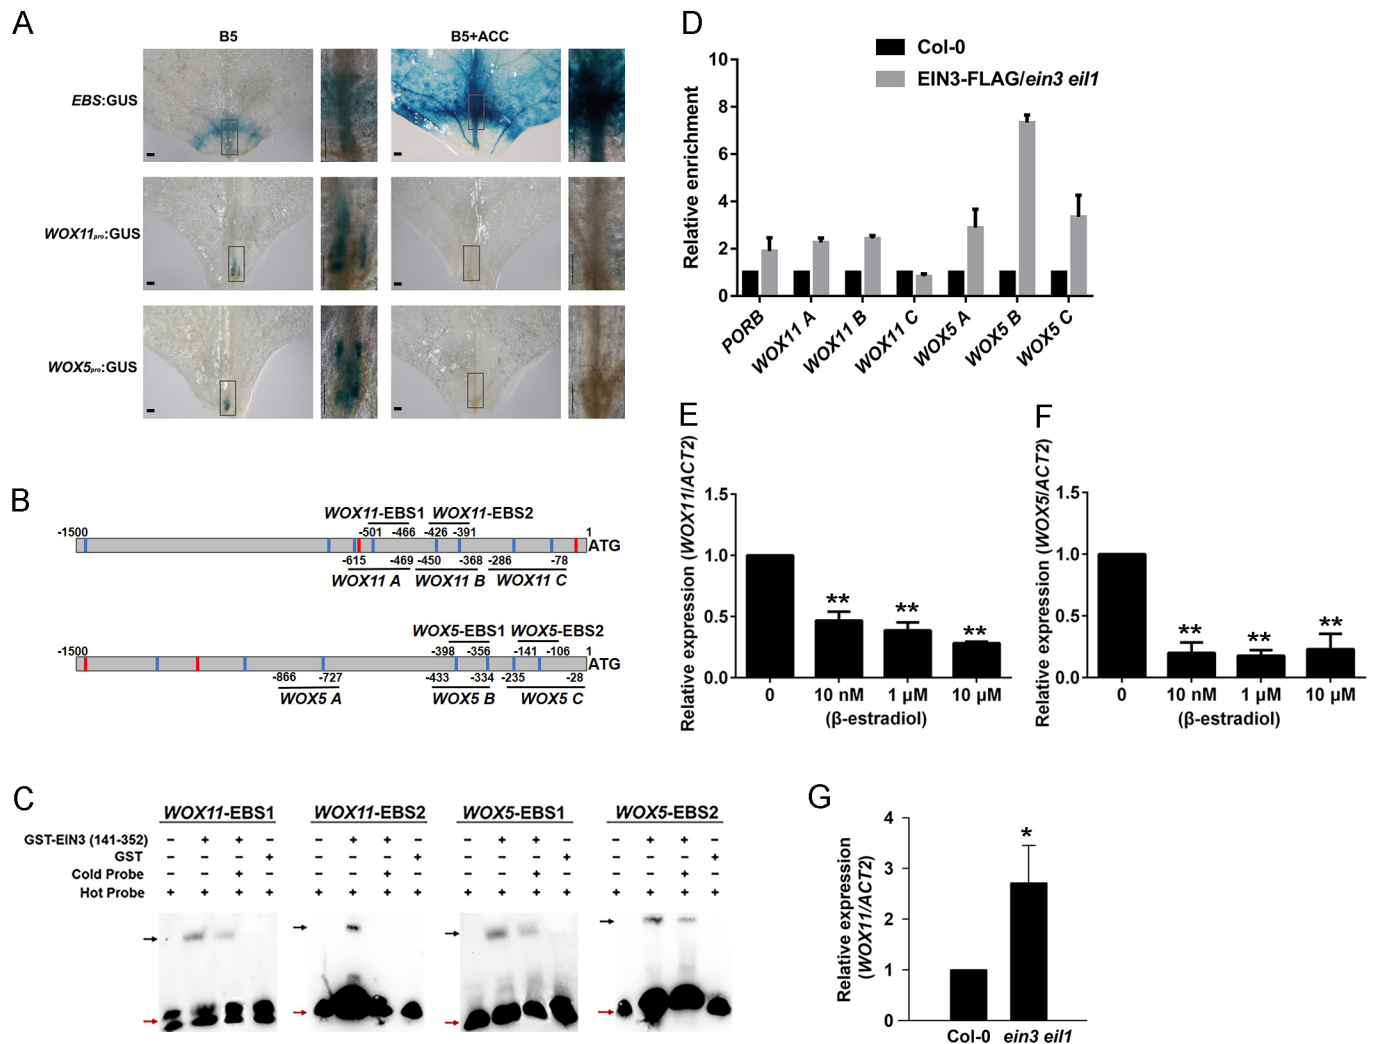 A
B5
B5+ACC
EBS:GUS
WOX11pro:GUS
WOX5pro:GUS
B
WOX11-EBS1 WOX11-EBS2
-1500 -501 -466 -426 -391 1
ATG
-615 -469 -450 -368 -286 -78
WOX11 A WOX11 B WOX11 C
WOX5-EBS1 WOX5-EBS2
-1500 -398 -356 -141 -106 1
ATG
-866 -727 -433 -334 -235 -28
WOX5 A WOX5 B WOX5 C
C
WOX11-EBS1 WOX11-EBS2 WOX5-EBS1 WOX5-EBS2
GST-EIN3 (141-352) - + + - - + + - - + + - - + + -
GST - - - + - - - + - - - + - - - +
Cold Probe - - + - - - + - - - + - - - + -
Hot Probe + + + + + + + + + + + + + + + +
D
Col-0
EIN3-FLAG/ein3 eil1
Relative enrichment
10
8
6
4
2
0
PORB WOX11 A WOX11 B WOX11 C WOX5 A WOX5 B WOX5 C
E
Relative expression (WOX11/ACT2)
1.5
1.0
0.5
0.0
** ** **
0 10 nM 1 µM 10 µM
(β-estradiol)
F
Relative expression (WOX5/ACT2)
1.5
1.0
0.5
0.0
** ** **
0 10 nM 1 µM 10 µM
(β-estradiol)
G
Relative expression
(WOX11/ACT2)
4
3
2
1
0
*
Col-0 ein3 eil1